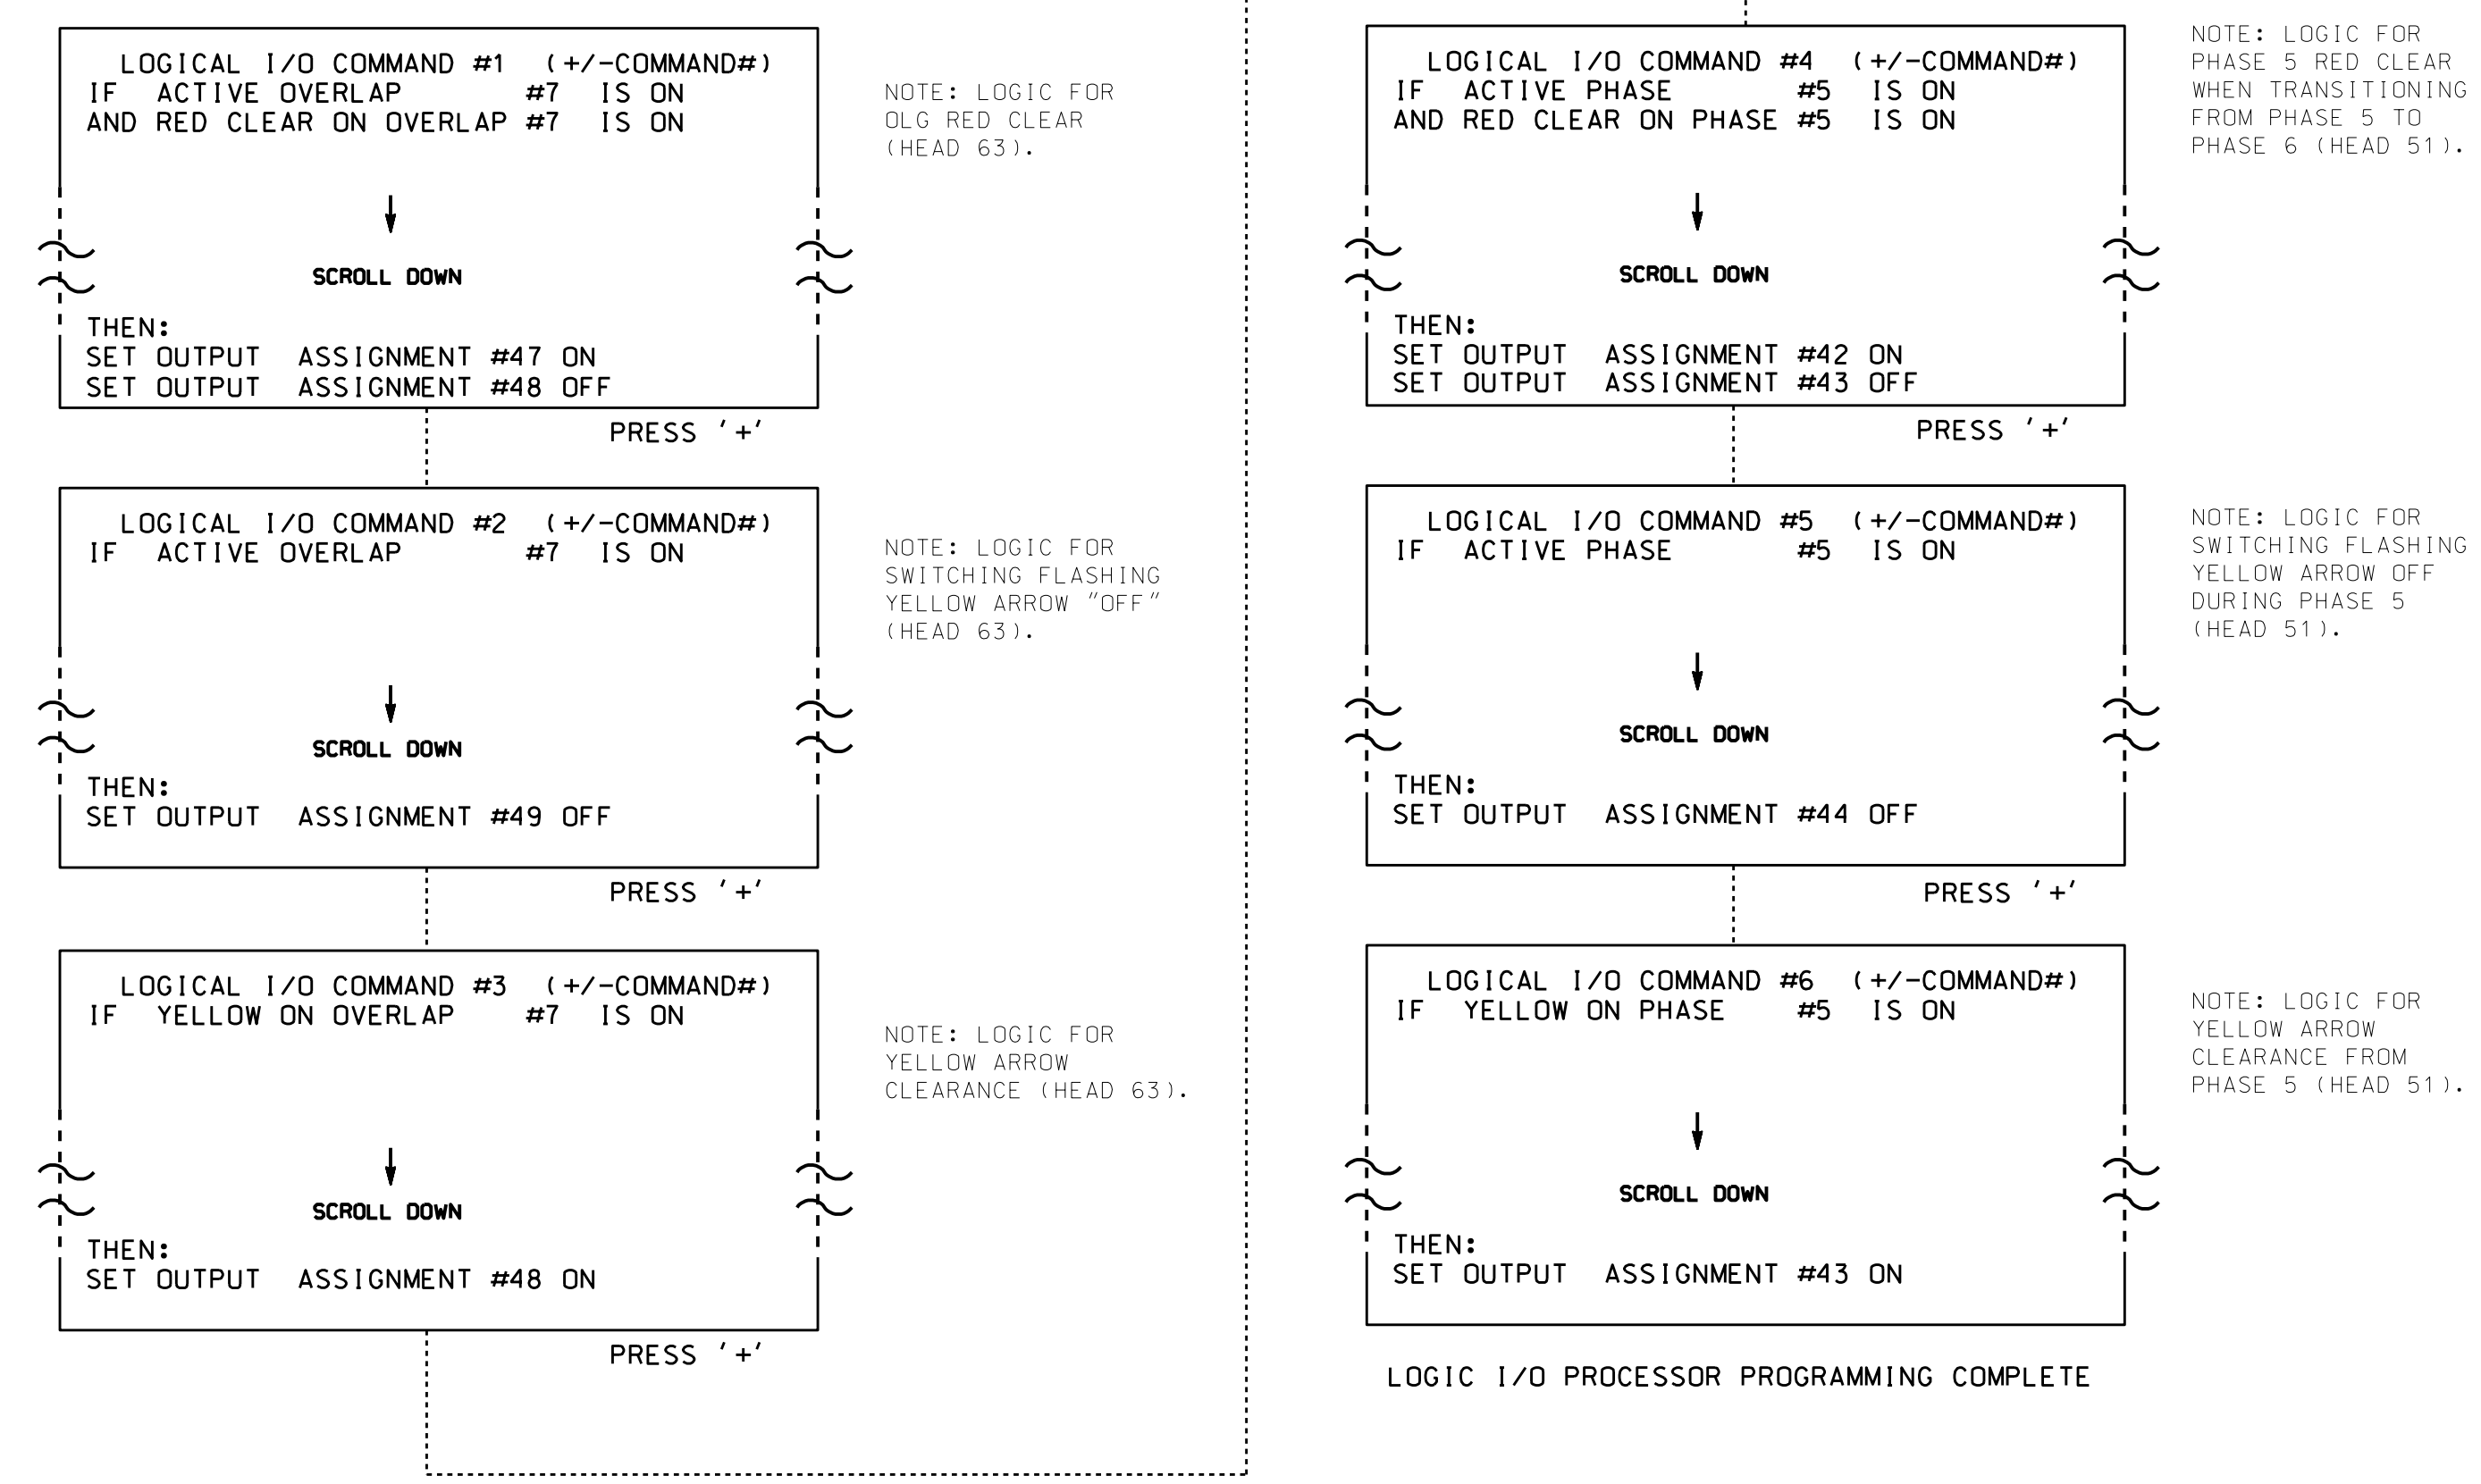 LOGICAL I/O COMMAND #1 (+/-COMMAND#)
IF ACTIVE OVERLAP #7 IS ON
AND RED CLEAR ON OVERLAP #7 IS ON
SCROLL DOWN
THEN:
SET OUTPUT ASSIGNMENT #47 ON
SET OUTPUT ASSIGNMENT #48 OFF
PRESS '+'
NOTE: LOGIC FOR
OLG RED CLEAR
(HEAD 63).
LOGICAL I/O COMMAND #2 (+/-COMMAND#)
IF ACTIVE OVERLAP #7 IS ON
SCROLL DOWN
THEN:
SET OUTPUT ASSIGNMENT #49 OFF
PRESS '+'
NOTE: LOGIC FOR
SWITCHING FLASHING
YELLOW ARROW "OFF"
(HEAD 63).
LOGICAL I/O COMMAND #3 (+/-COMMAND#)
IF YELLOW ON OVERLAP #7 IS ON
SCROLL DOWN
THEN:
SET OUTPUT ASSIGNMENT #48 ON
PRESS '+'
NOTE: LOGIC FOR
YELLOW ARROW
CLEARANCE (HEAD 63).
LOGICAL I/O COMMAND #4 (+/-COMMAND#)
IF ACTIVE PHASE #5 IS ON
AND RED CLEAR ON PHASE #5 IS ON
SCROLL DOWN
THEN:
SET OUTPUT ASSIGNMENT #42 ON
SET OUTPUT ASSIGNMENT #43 OFF
PRESS '+'
NOTE: LOGIC FOR
PHASE 5 RED CLEAR
WHEN TRANSITIONING
FROM PHASE 5 TO
PHASE 6 (HEAD 51).
LOGICAL I/O COMMAND #5 (+/-COMMAND#)
IF ACTIVE PHASE #5 IS ON
SCROLL DOWN
THEN:
SET OUTPUT ASSIGNMENT #44 OFF
PRESS '+'
NOTE: LOGIC FOR
SWITCHING FLASHING
YELLOW ARROW OFF
DURING PHASE 5
(HEAD 51).
LOGICAL I/O COMMAND #6 (+/-COMMAND#)
IF YELLOW ON PHASE #5 IS ON
SCROLL DOWN
THEN:
SET OUTPUT ASSIGNMENT #43 ON
NOTE: LOGIC FOR
YELLOW ARROW
CLEARANCE FROM
PHASE 5 (HEAD 51).
LOGIC I/O PROCESSOR PROGRAMMING COMPLETE